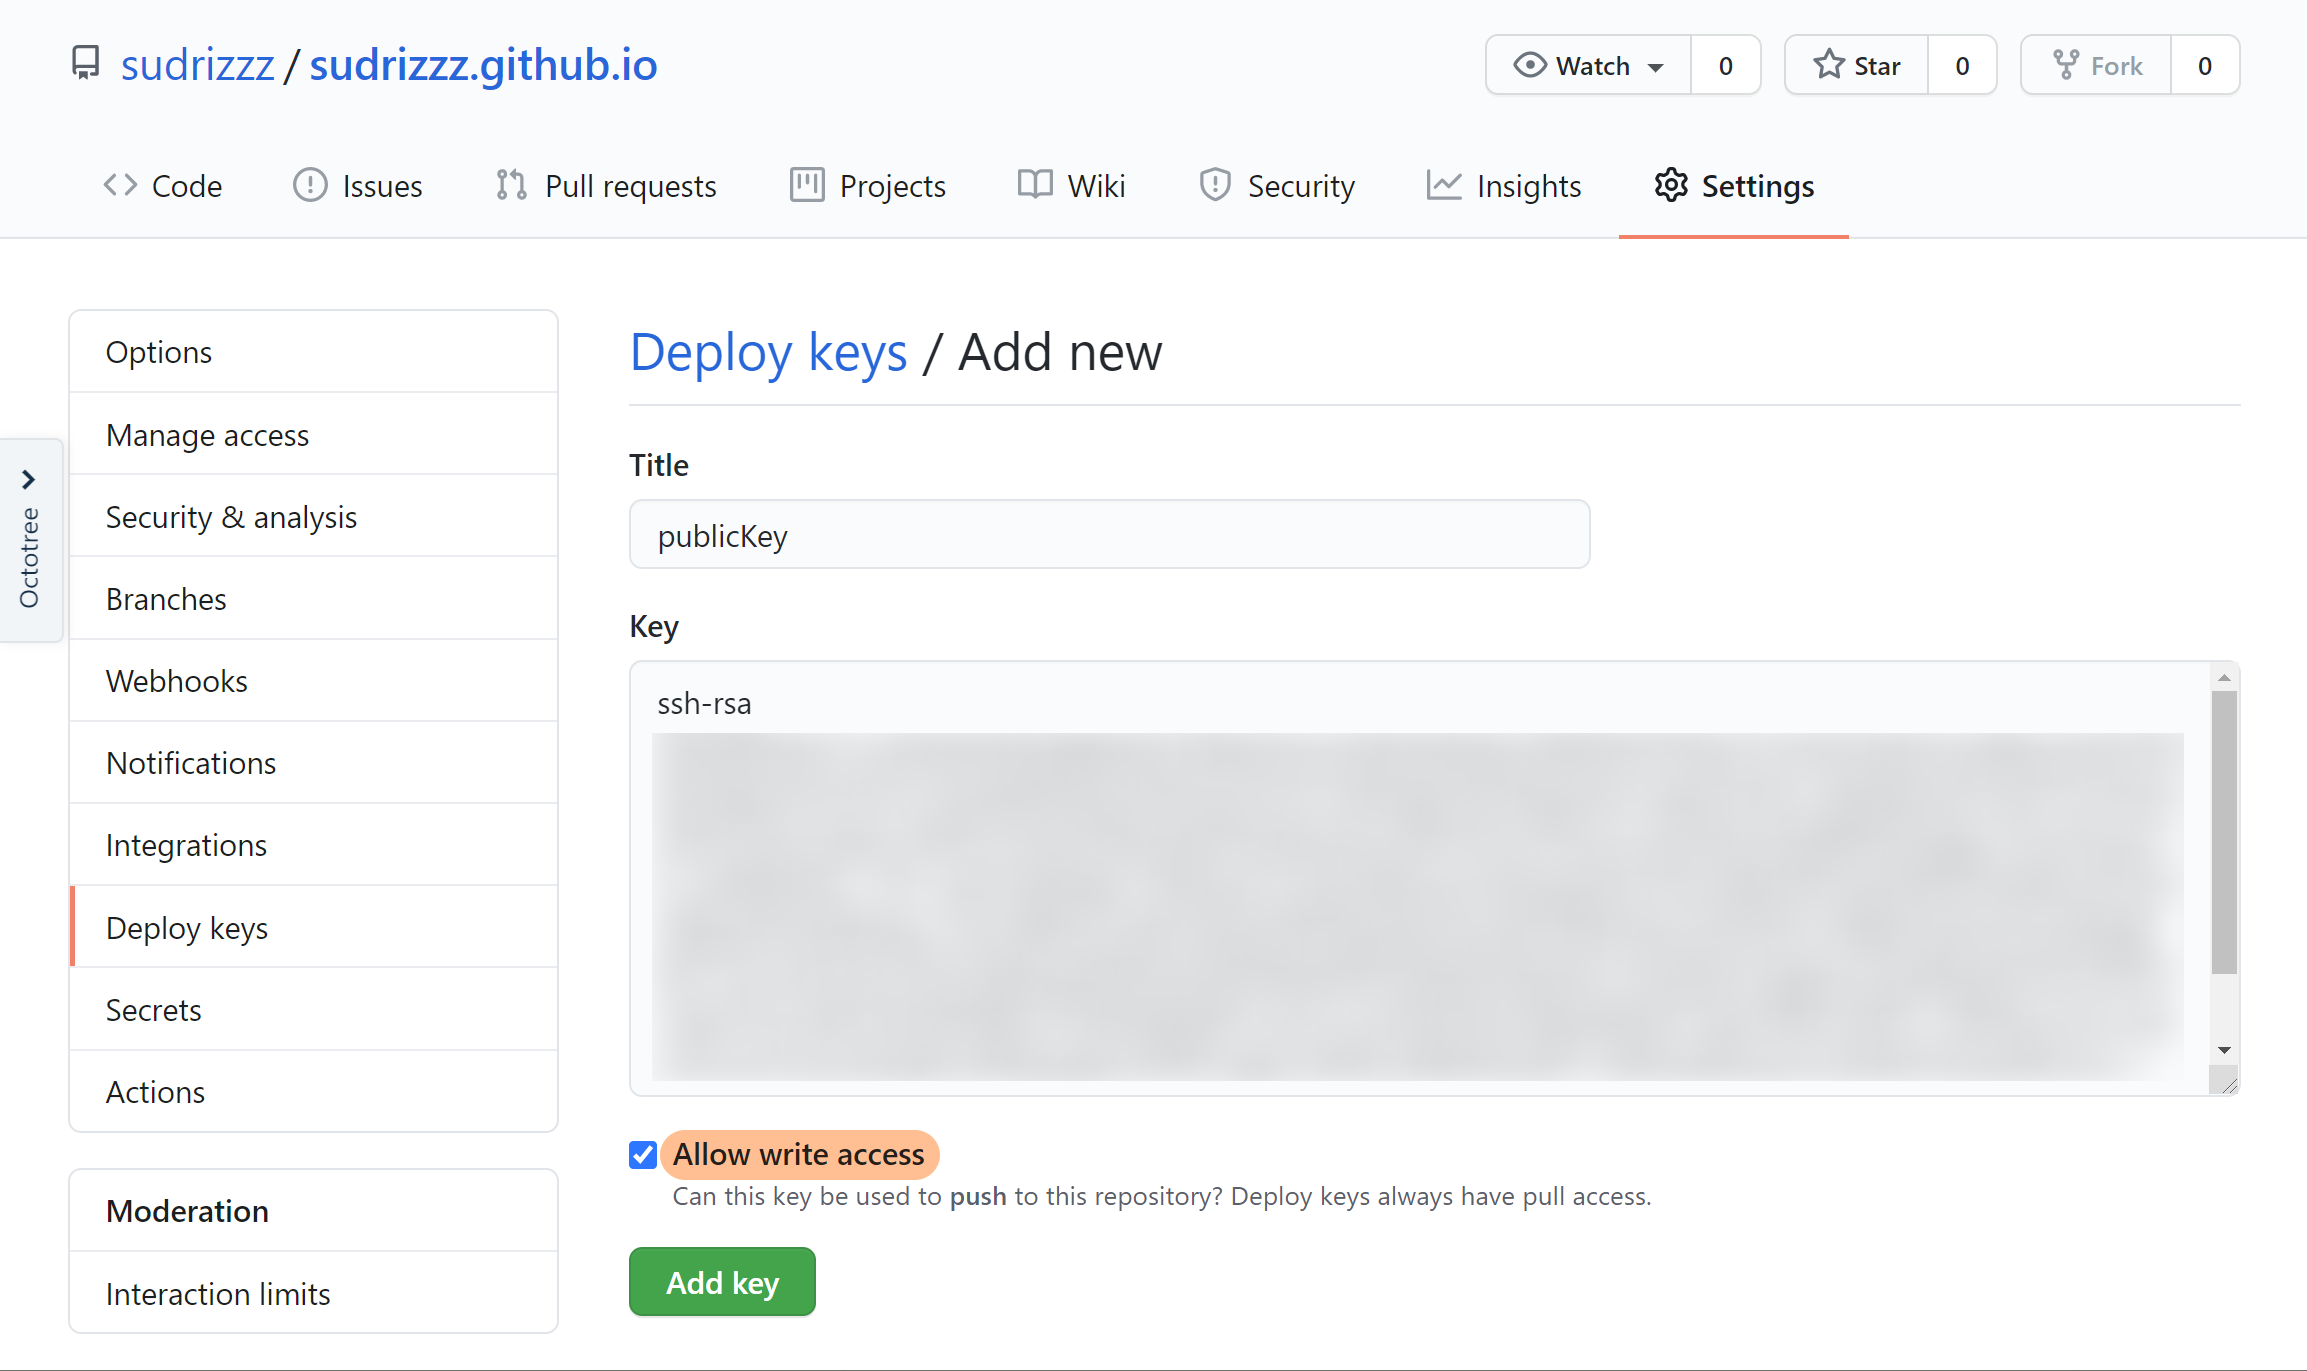 sudrizzz / sudrizzz.github.io
Watch 0 Star 0 Fork 0
Code Issues Pull requests Projects Wiki Security Insights Settings
Octotree
Options
Manage access
Security & analysis
Branches
Webhooks
Notifications
Integrations
Deploy keys
Secrets
Actions
Moderation
Interaction limits
Deploy keys / Add new
Title
publicKey
Key
ssh-rsa
Allow write access
Can this key be used to push to this repository? Deploy keys always have pull access.
Add key